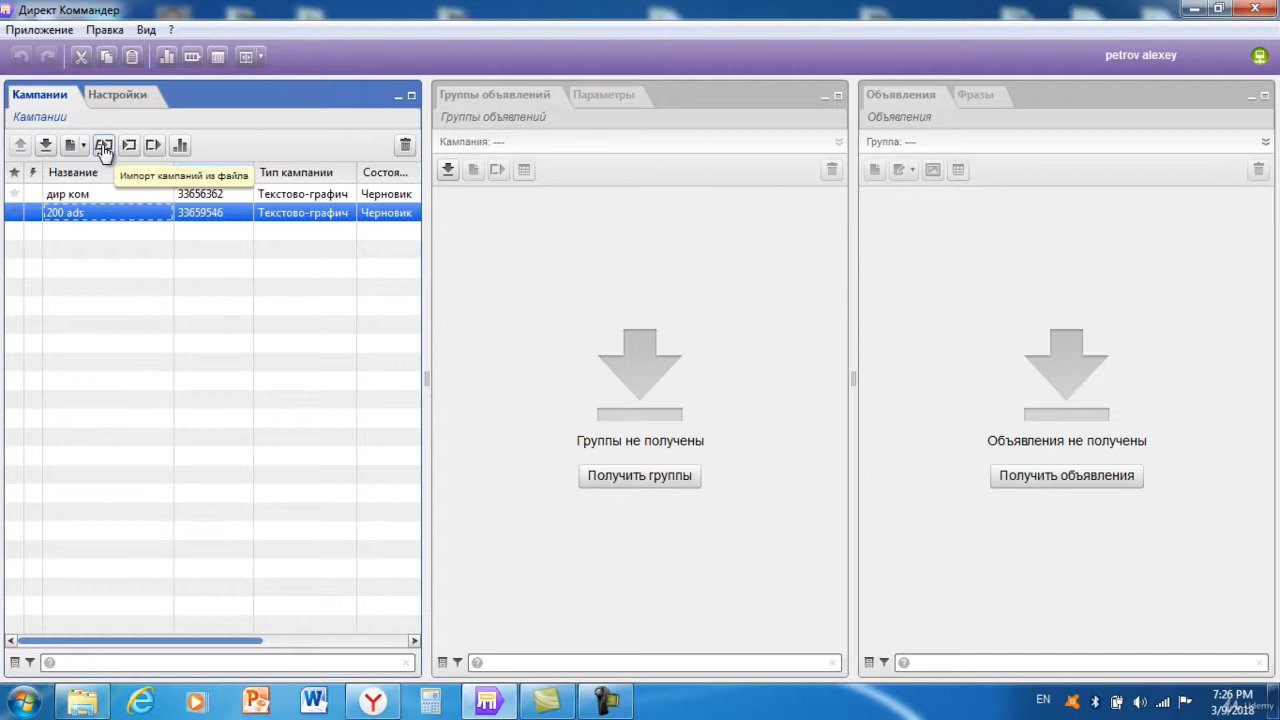 Директ Коммандер
Приложение Правка Вид ?
petrov alexey
Кампании Настройки
Кампании
Название Тип кампании Состоя...
Импорт кампаний из файла
дир ком 33656362 Текстово-графич Черновик
200 ads 33659546 Текстово-графич Черновик
Группы объявлений Параметры
Группы объявлений
Кампания: ---
Группы не получены
Получить группы
Объявления Фразы
Объявления
Группа: ---
Объявления не получены
Получить объявления
EN
7:26 PM
3/9/2018
Udemy